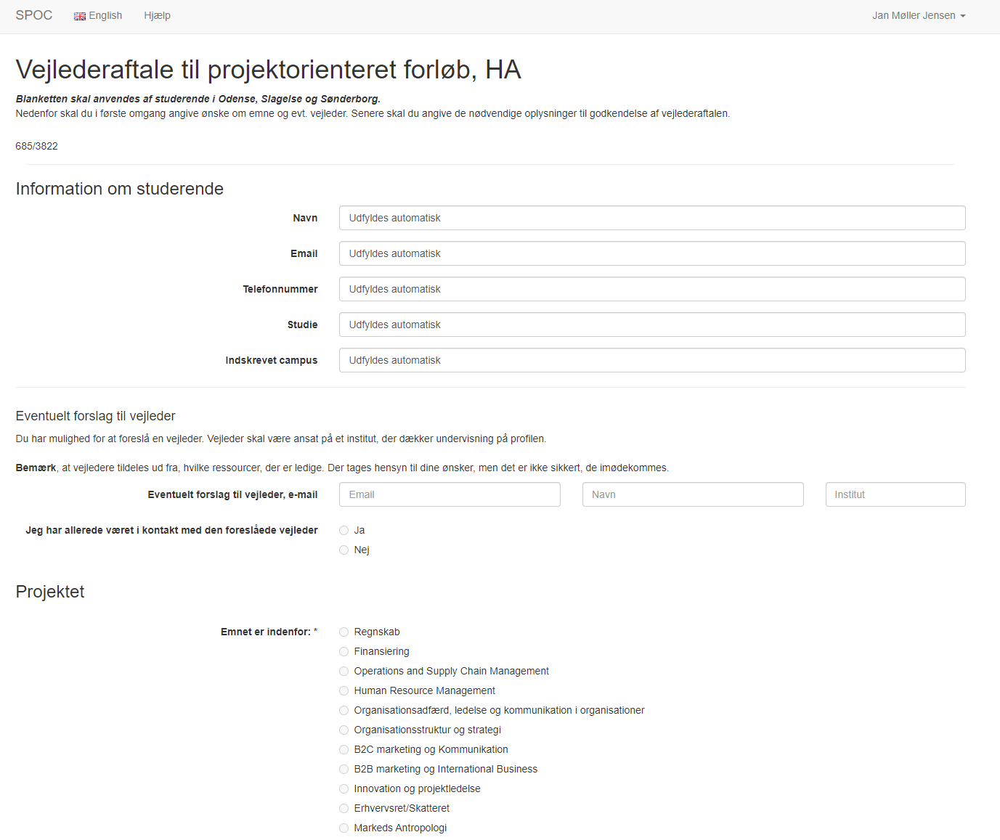 SPOC English Hjælp Jan Møller Jensen
Vejlederaftale til projektorienteret forløb, HA
Blanketten skal anvendes af studerende i Odense, Slagelse og Sønderborg.
Nedenfor skal du i første omgang angive ønske om emne og evt. vejleder. Senere skal du angive de nødvendige oplysninger til godkendelse af vejlederaftalen.
685/3822
Information om studerende
Navn Udfyldes automatisk
Email Udfyldes automatisk
Telefonnummer Udfyldes automatisk
Studie Udfyldes automatisk
Indskrevet campus Udfyldes automatisk
Eventuelt forslag til vejleder
Du har mulighed for at foreslå en vejleder. Vejleder skal være ansat på et institut, der dækker undervisning på profilen.
Bemærk, at vejledere tildeles ud fra, hvilke ressourcer, der er ledige. Der tages hensyn til dine ønsker, men det er ikke sikkert, de imødekommes.
Eventuelt forslag til vejleder, e-mail Email Navn Institut
Jeg har allerede været i kontakt med den foreslåede vejleder Ja
Nej
Projektet
Emnet er indenfor: * Regnskab
Finansiering
Operations and Supply Chain Management
Human Resource Management
Organisationsadfærd, ledelse og kommunikation i organisationer
Organisationsstruktur og strategi
B2C marketing og Kommunikation
B2B marketing og International Business
Innovation og projektledelse
Erhvervsret/Skatteret
Markeds Antropologi